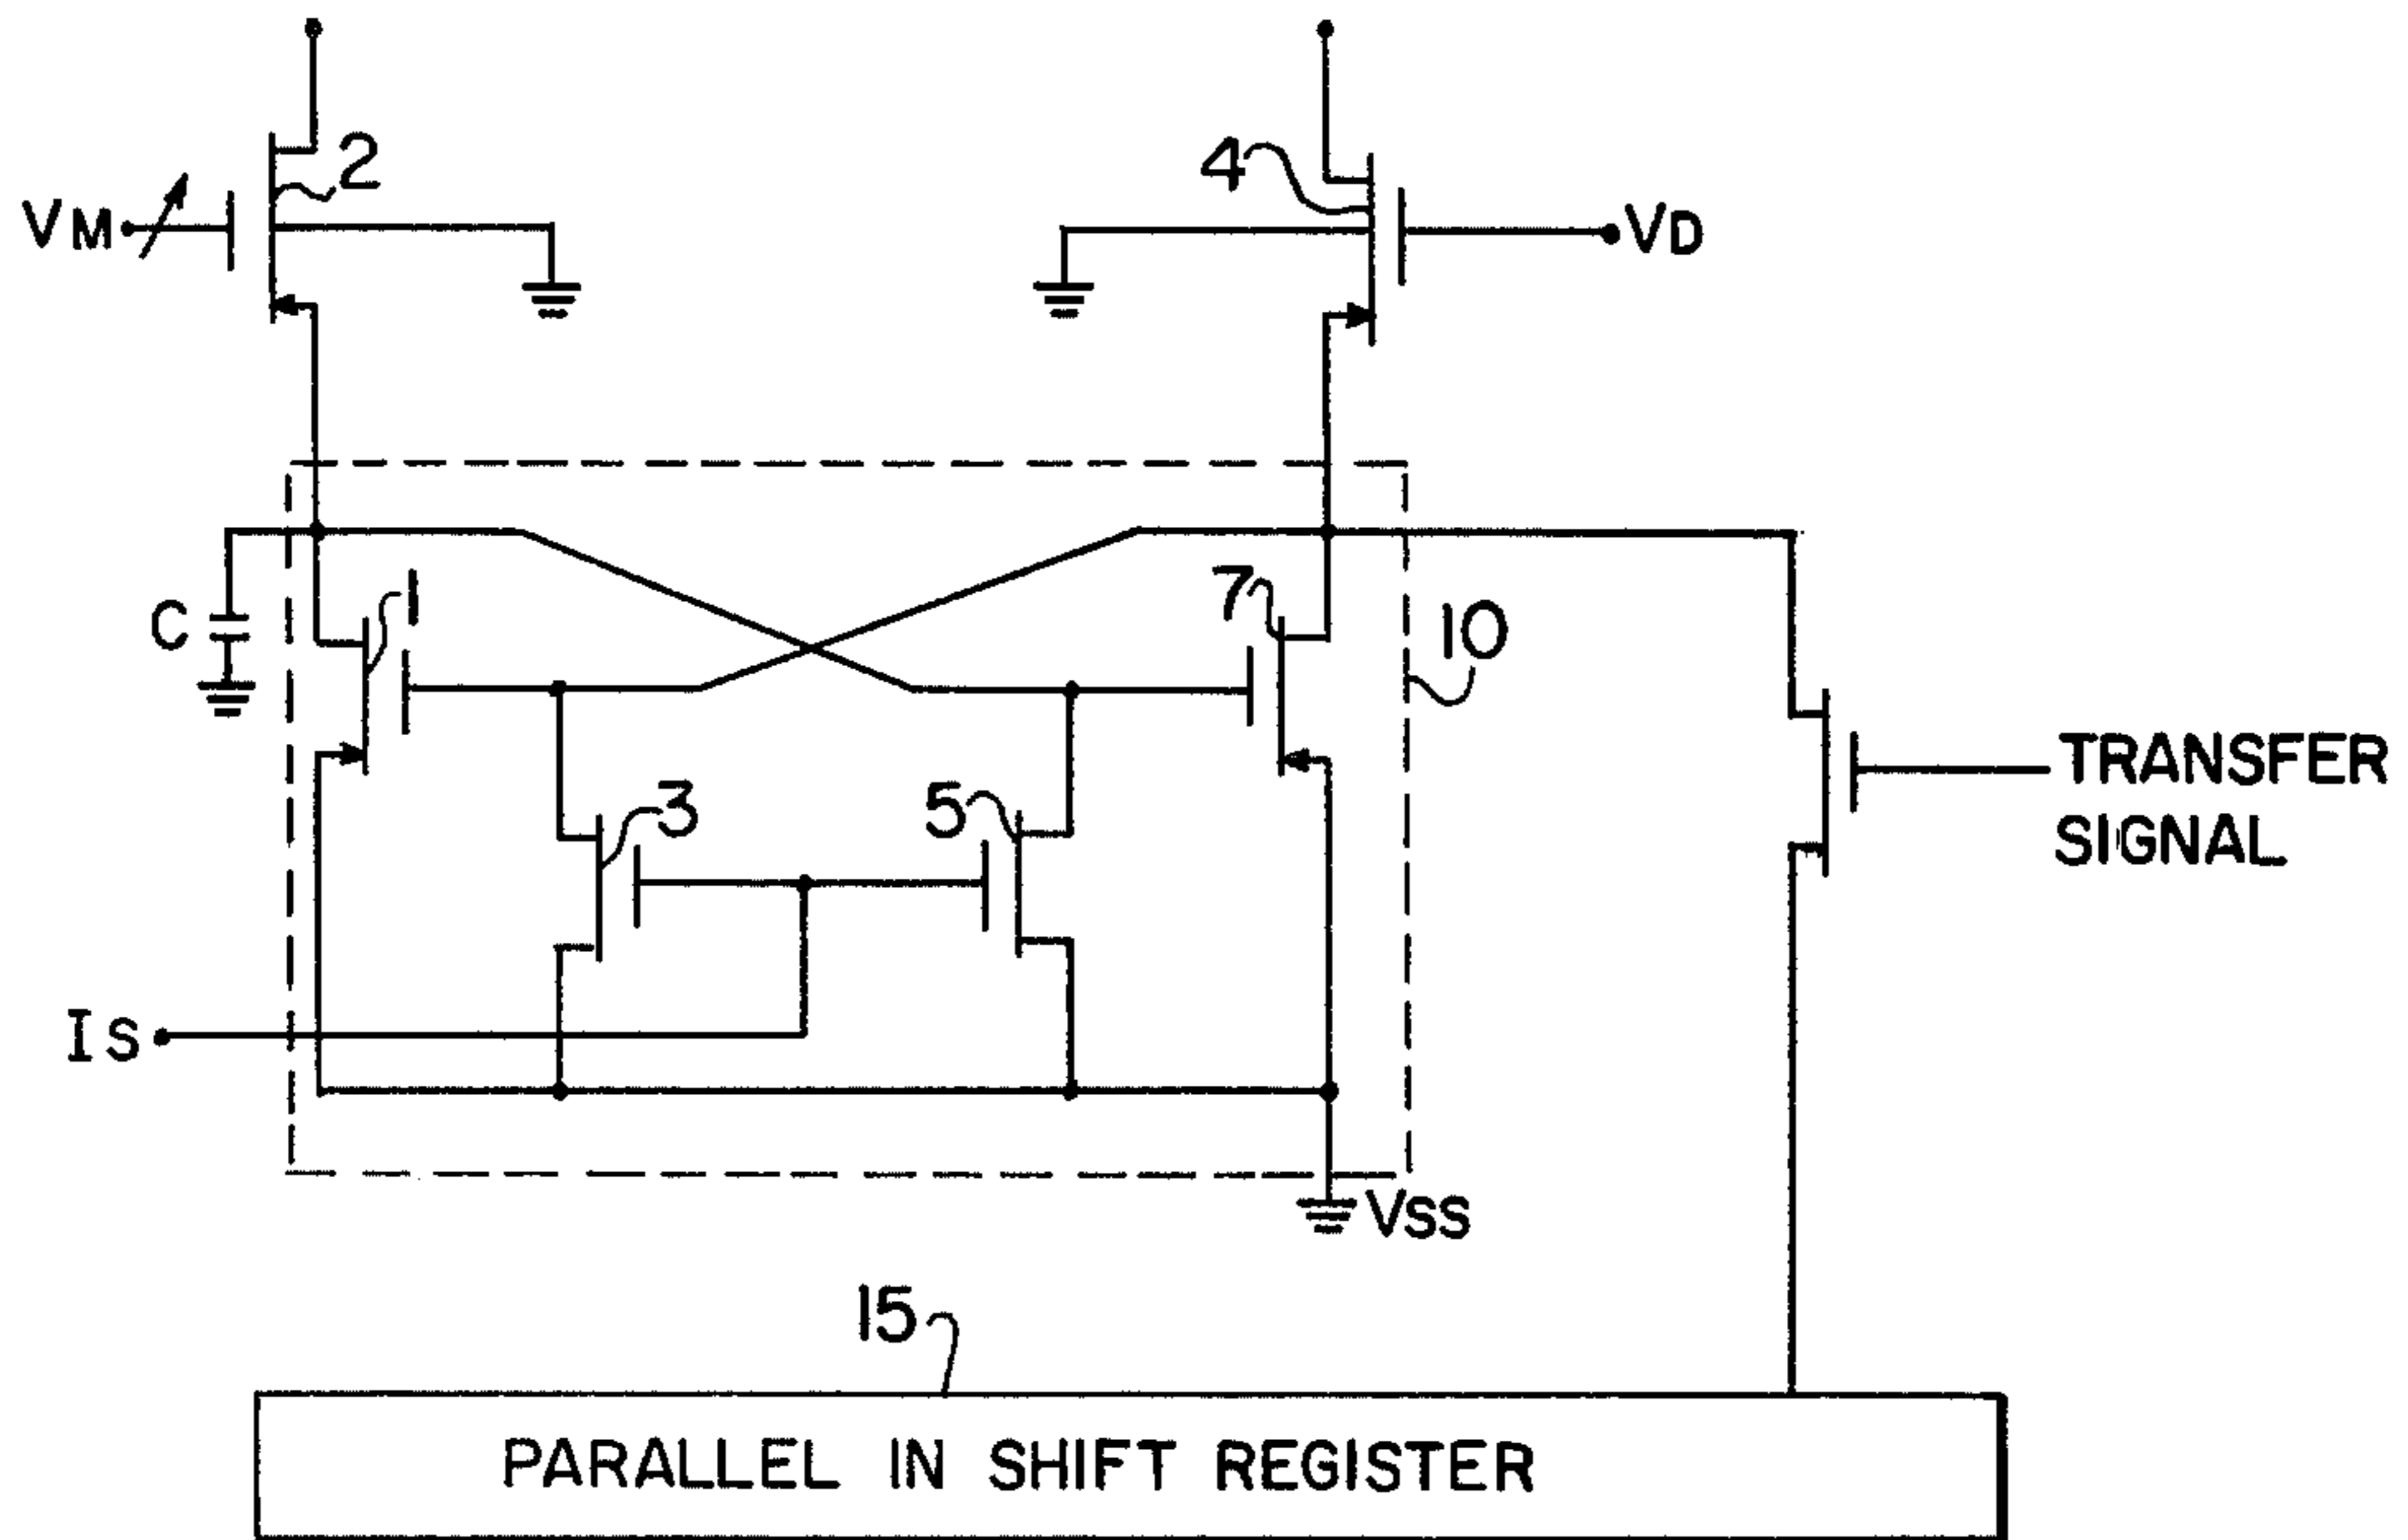 2
4
VM
VD
C
1
7
10
3
5
TRANSFER
SIGNAL
IS
VSS
15
PARALLEL IN SHIFT REGISTER